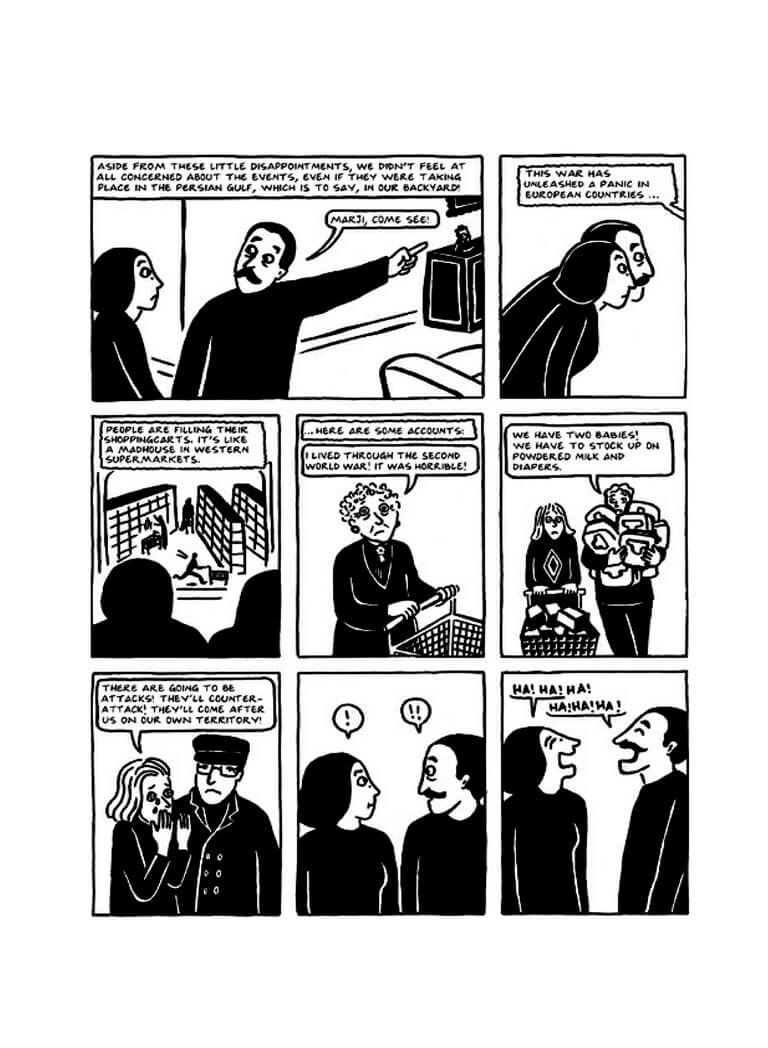 ASIDE FROM THESE LITTLE DISAPPOINTMENTS, WE DIDN'T FEEL AT
ALL CONCERNED ABOUT THE EVENTS, EVEN IF THEY WERE TAKING
PLACE IN THE PERSIAN GULF, WHICH IS TO SAY, IN OUR BACKYARD!
MARJI, COME SEE!
THIS WAR HAS
UNLEASHED A PANIC IN
EUROPEAN COUNTRIES ...
PEOPLE ARE FILLING THEIR
SHOPPINGCARTS. IT'S LIKE
A MADHOUSE IN WESTERN
SUPERMARKETS.
...HERE ARE SOME ACCOUNTS:
I LIVED THROUGH THE SECOND
WORLD WAR! IT WAS HORRIBLE!
WE HAVE TWO BABIES!
WE HAVE TO STOCK UP ON
POWDERED MILK AND
DIAPERS.
THERE ARE GOING TO BE
ATTACKS! THEY'LL COUNTER-
ATTACK! THEY'LL COME AFTER
US ON OUR OWN TERRITORY!
!
!!
HA! HA! HA!
HA! HA! HA!